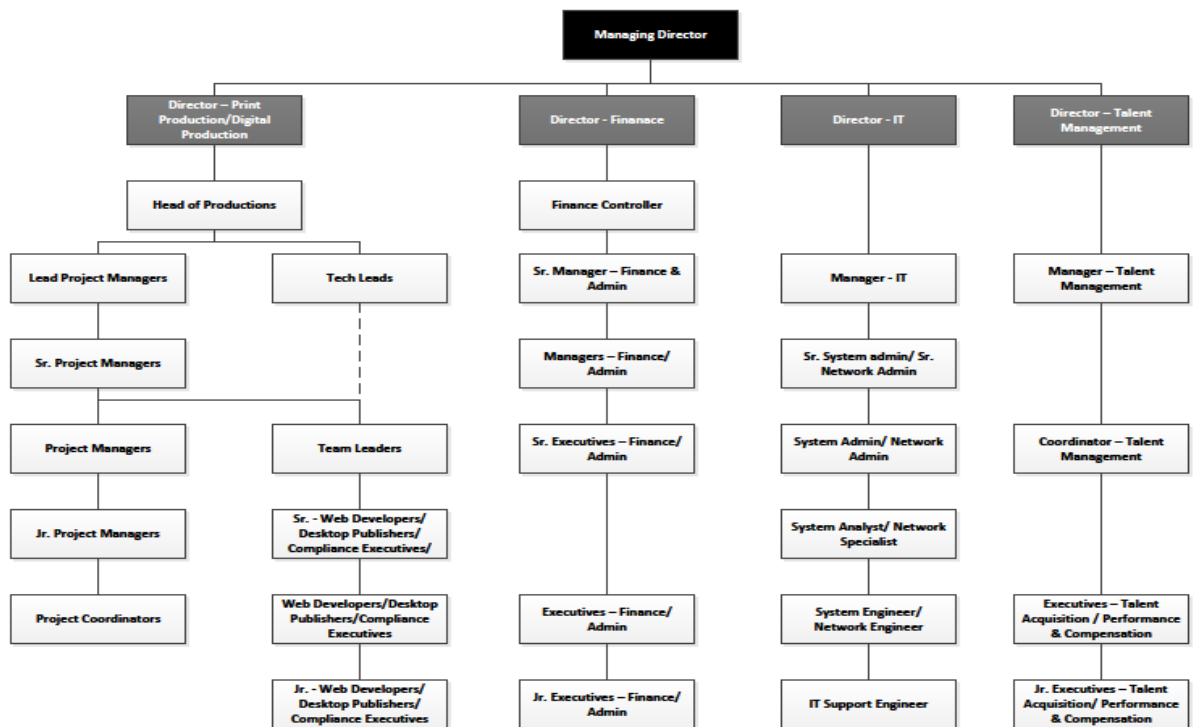 Managing Director
Director – Print
Production/Digital
Production
Director - Finanace
Director - IT
Director – Talent
Management
Head of Productions
Finance Controller
Lead Project Managers
Tech Leads
Sr. Manager – Finance &
Admin
Manager - IT
Manager – Talent
Management
Sr. Project Managers
Managers – Finance/
Admin
Sr. System admin/ Sr.
Network Admin
Project Managers
Team Leaders
Sr. Executives – Finance/
Admin
System Admin/ Network
Admin
Coordinator – Talent
Management
Jr. Project Managers
Sr. - Web Developers/
Desktop Publishers/
Compliance Executives/
System Analyst/ Network
Specialist
Project Coordinators
Web Developers/Desktop
Publishers/Compliance
Executives
Executives – Finance/
Admin
System Engineer/
Network Engineer
Executives – Talent
Acquisition / Performance
& Compensation
Jr. - Web Developers/
Desktop Publishers/
Compliance Executives
Jr. Executives – Finance/
Admin
IT Support Engineer
Jr. Executives – Talent
Acquisition/ Performance
& Compensation